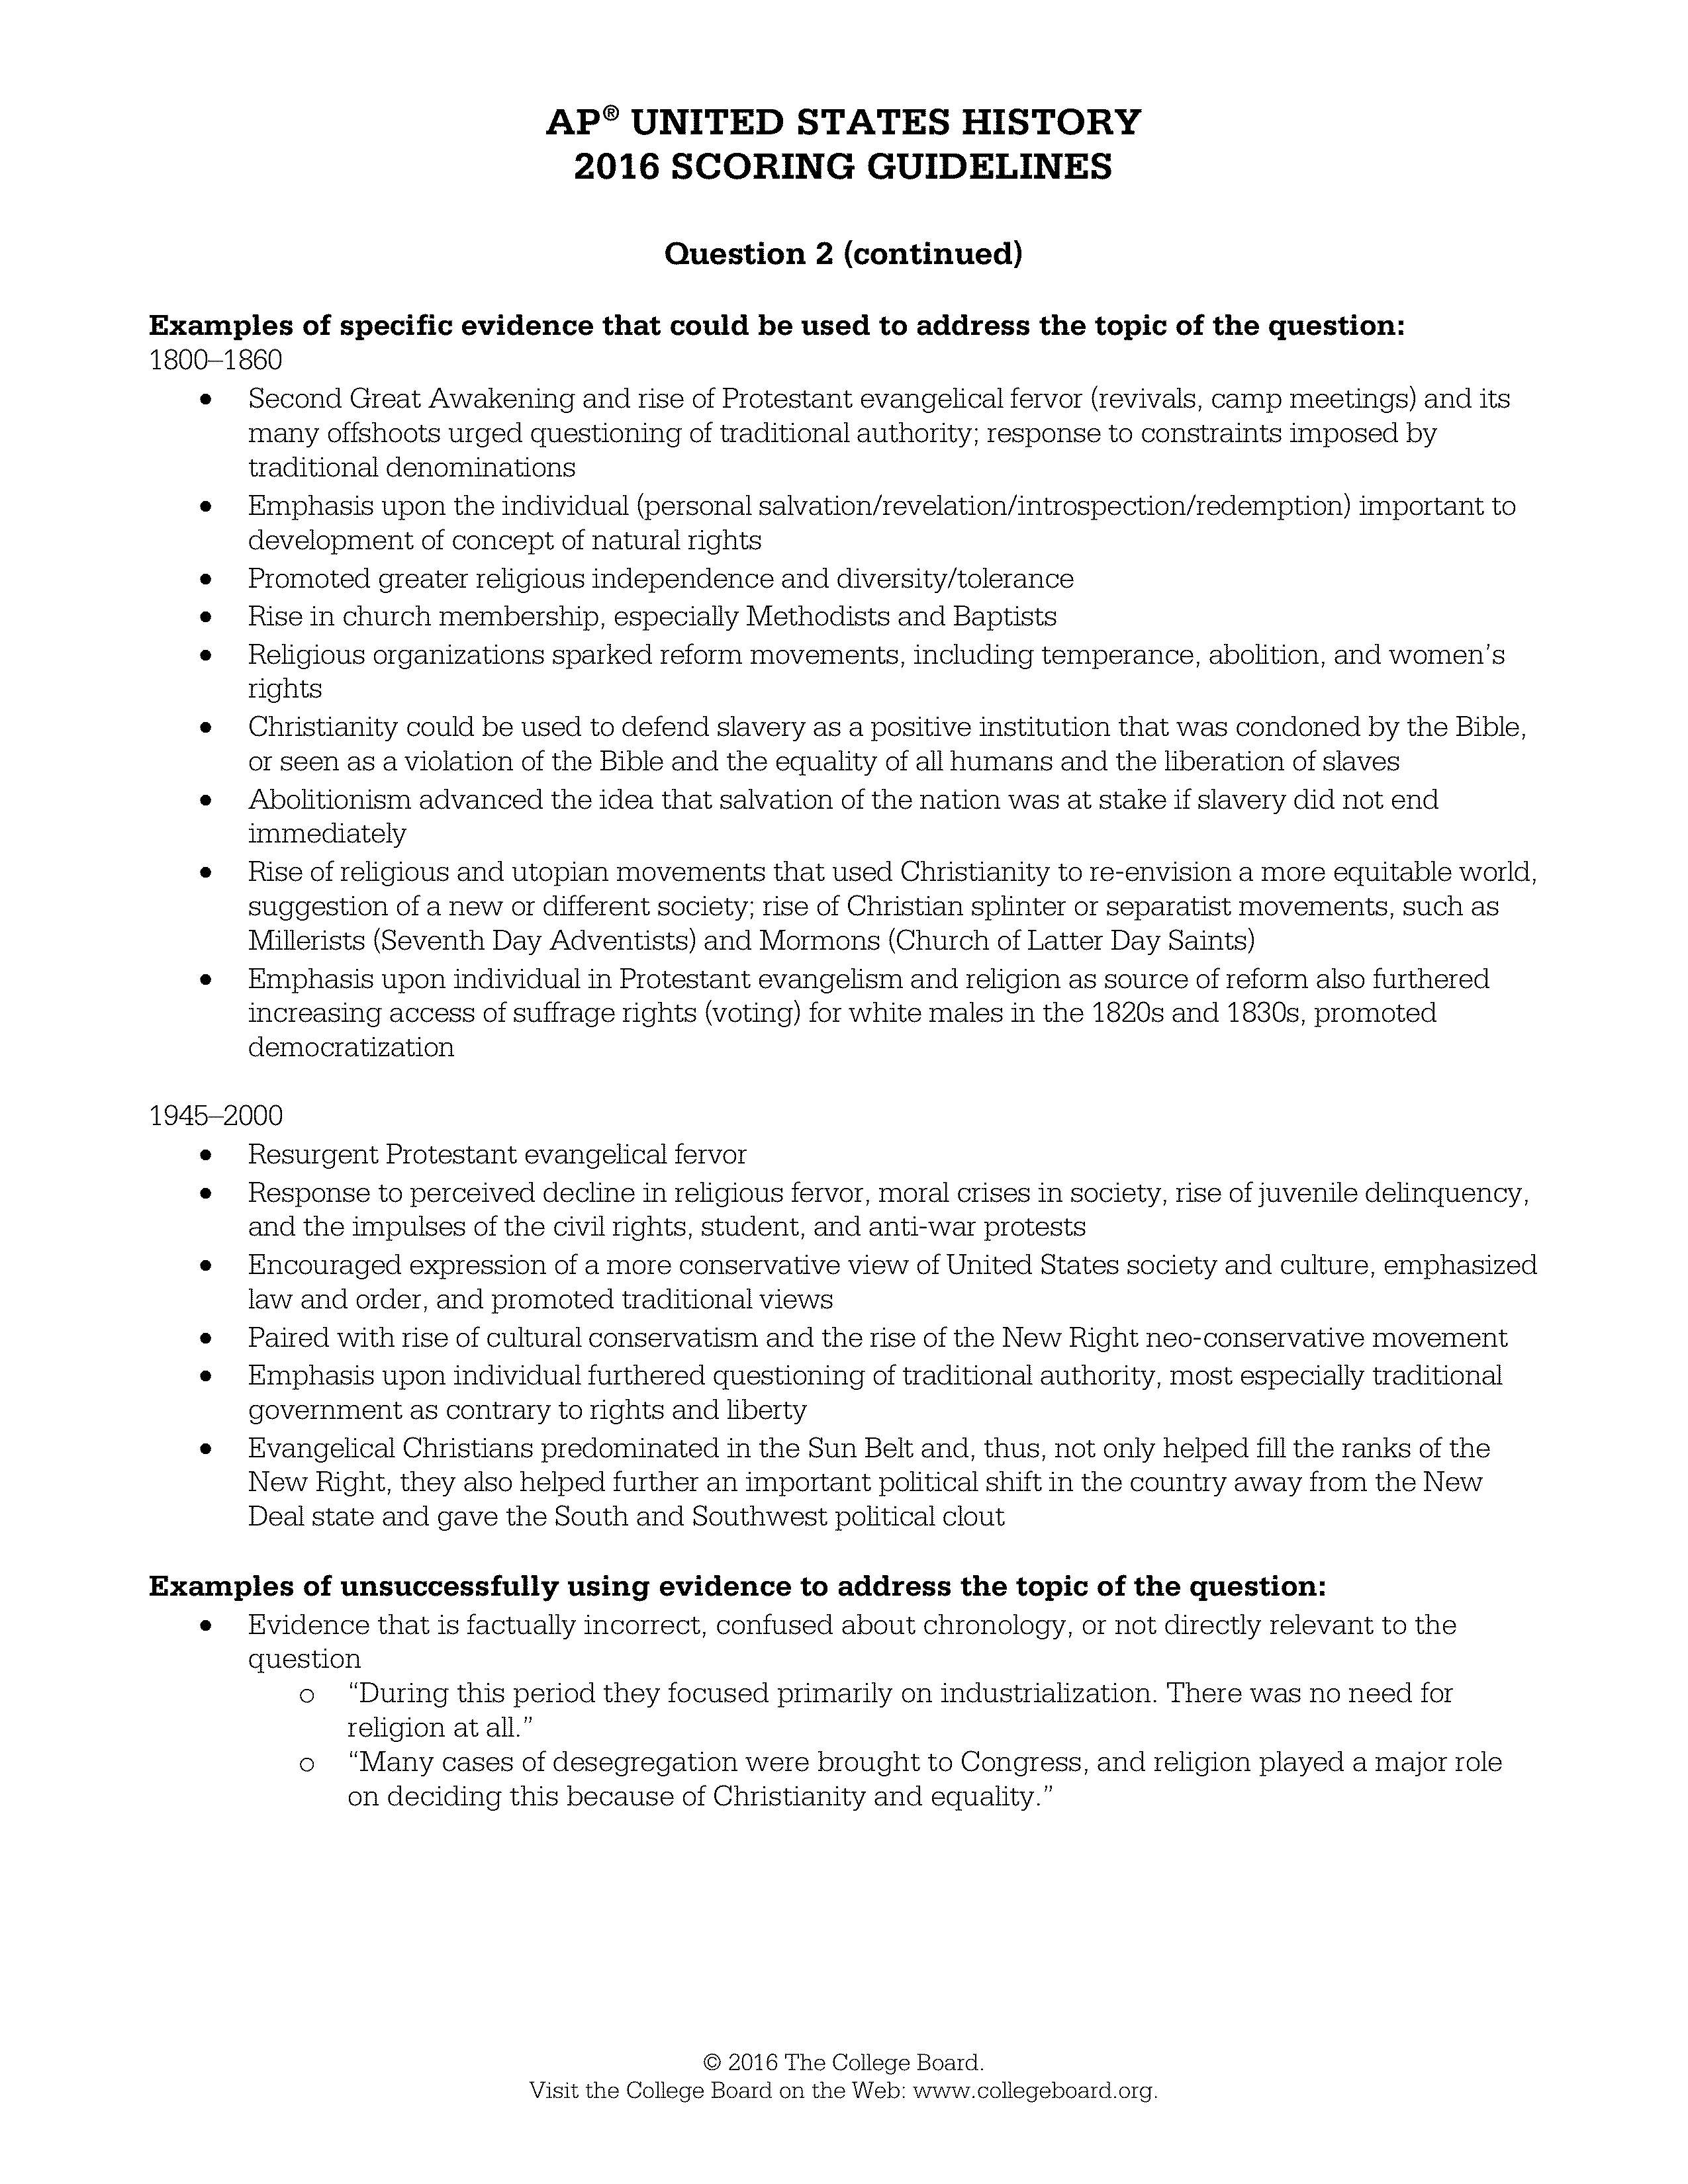 AP® UNITED STATES HISTORY
2016 SCORING GUIDELINES
Question 2 (continued)
Examples of specific evidence that could be used to address the topic of the question:
1800–1860
• Second Great Awakening and rise of Protestant evangelical fervor (revivals, camp meetings) and its
many offshoots urged questioning of traditional authority; response to constraints imposed by
traditional denominations
• Emphasis upon the individual (personal salvation/revelation/introspection/redemption) important to
development of concept of natural rights
• Promoted greater religious independence and diversity/tolerance
• Rise in church membership, especially Methodists and Baptists
• Religious organizations sparked reform movements, including temperance, abolition, and women’s
rights
• Christianity could be used to defend slavery as a positive institution that was condoned by the Bible,
or seen as a violation of the Bible and the equality of all humans and the liberation of slaves
• Abolitionism advanced the idea that salvation of the nation was at stake if slavery did not end
immediately
• Rise of religious and utopian movements that used Christianity to re-envision a more equitable world,
suggestion of a new or different society; rise of Christian splinter or separatist movements, such as
Millerists (Seventh Day Adventists) and Mormons (Church of Latter Day Saints)
• Emphasis upon individual in Protestant evangelism and religion as source of reform also furthered
increasing access of suffrage rights (voting) for white males in the 1820s and 1830s, promoted
democratization
1945–2000
• Resurgent Protestant evangelical fervor
• Response to perceived decline in religious fervor, moral crises in society, rise of juvenile delinquency,
and the impulses of the civil rights, student, and anti-war protests
• Encouraged expression of a more conservative view of United States society and culture, emphasized
law and order, and promoted traditional views
• Paired with rise of cultural conservatism and the rise of the New Right neo-conservative movement
• Emphasis upon individual furthered questioning of traditional authority, most especially traditional
government as contrary to rights and liberty
• Evangelical Christians predominated in the Sun Belt and, thus, not only helped fill the ranks of the
New Right, they also helped further an important political shift in the country away from the New
Deal state and gave the South and Southwest political clout
Examples of unsuccessfully using evidence to address the topic of the question:
• Evidence that is factually incorrect, confused about chronology, or not directly relevant to the
question
o “During this period they focused primarily on industrialization. There was no need for
religion at all.”
o “Many cases of desegregation were brought to Congress, and religion played a major role
on deciding this because of Christianity and equality.”
© 2016 The College Board.
Visit the College Board on the Web: www.collegeboard.org.